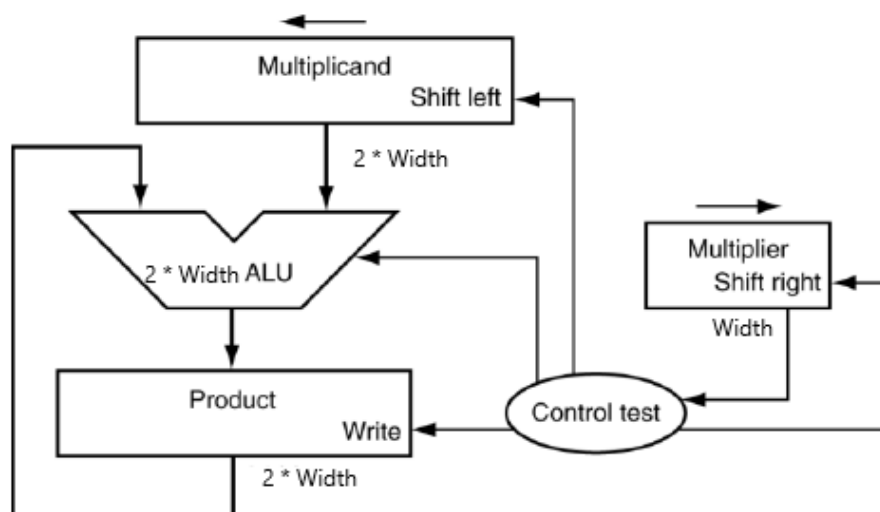 Multiplicand
Shift left
2 * Width
2 * Width ALU
Multiplier
Shift right
Width
Product
Write
Control test
2 * Width